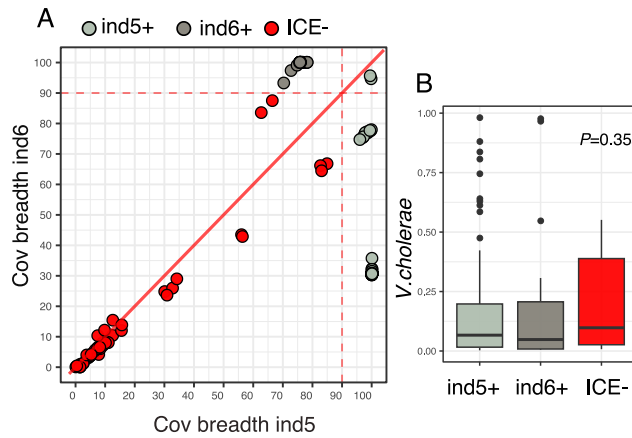 A
ind5+ ind6+ ICE-
Cov breadth ind6
100
90
80
70
60
50
40
30
20
10
0
0 10 20 30 40 50 60 70 80 90 100
Cov breadth ind5
B
V.cholerae
1.00
0.75
0.50
0.25
0.00
P=0.35
ind5+ ind6+ ICE-